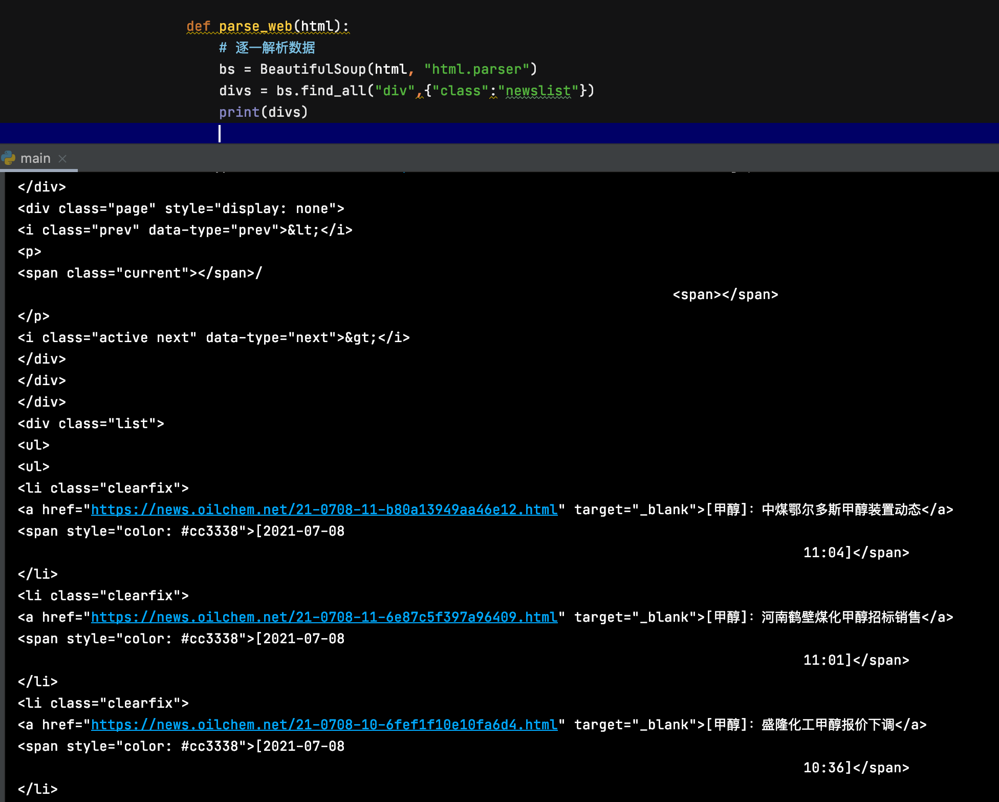 def parse_web(html):
# 逐一解析数据
bs = BeautifulSoup(html, "html.parser")
divs = bs.find_all("div",{"class":"newslist"})
print(divs)
main
</div>
<div class="page" style="display: none">
<i class="prev" data-type="prev">&lt;</i>
<p>
<span class="current"></span>/
<span></span>
</p>
<i class="active next" data-type="next">&gt;</i>
</div>
</div>
</div>
<div class="list">
<ul>
<ul>
<li class="clearfix">
<a href="https://news.oilchem.net/21-0708-11-b80a13949aa46e12.html" target="_blank">[甲醇]：中煤鄂尔多斯甲醇装置动态</a>
<span style="color: #cc3338">[2021-07-08
11:04]</span>
</li>
<li class="clearfix">
<a href="https://news.oilchem.net/21-0708-11-6e87c5f397a96409.html" target="_blank">[甲醇]：河南鹤壁煤化甲醇招标销售</a>
<span style="color: #cc3338">[2021-07-08
11:01]</span>
</li>
<li class="clearfix">
<a href="https://news.oilchem.net/21-0708-10-6fef1f10e10fa6d4.html" target="_blank">[甲醇]：盛隆化工甲醇报价下调</a>
<span style="color: #cc3338">[2021-07-08
10:36]</span>
</li>